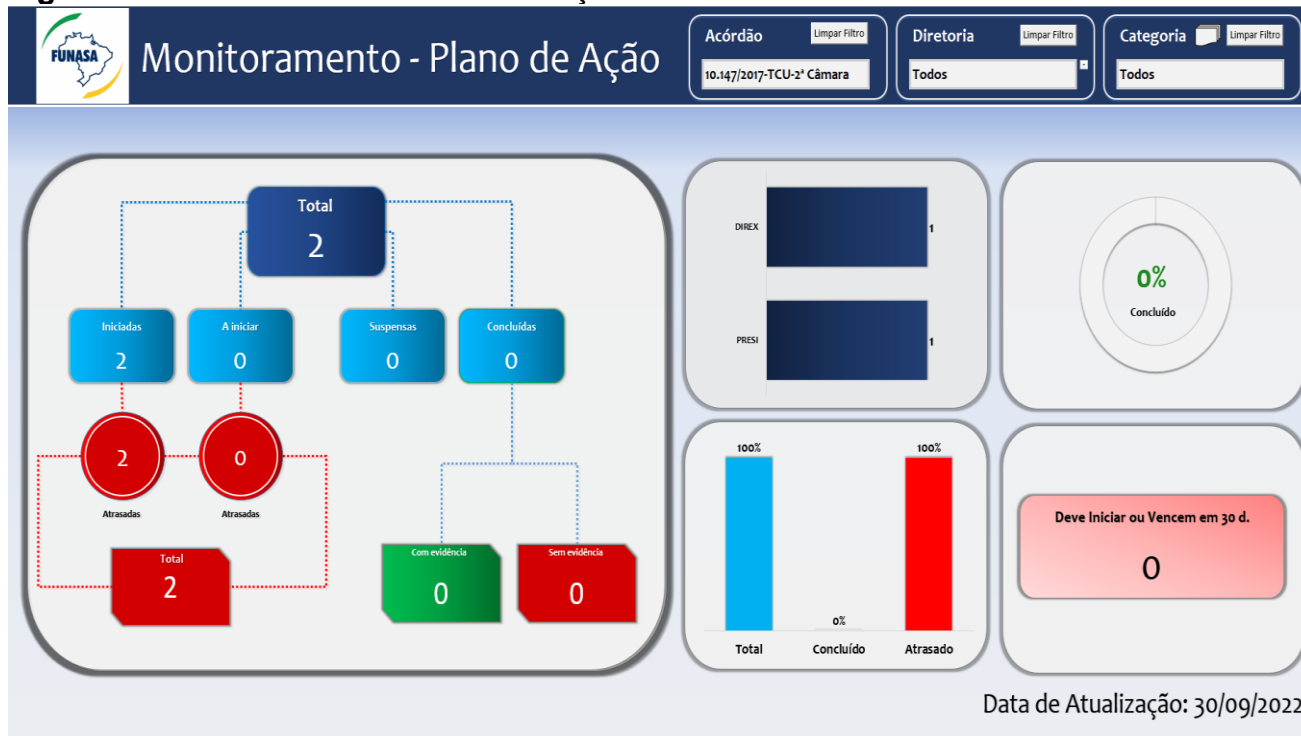 FUNASA
Monitoramento - Plano de Ação
Acórdão
Limpar Filtro
10.147/2017-TCU-2ª Câmara
Diretoria
Limpar Filtro
Todos
Categoria
Limpar Filtro
Todos
Total
2
Iniciadas
2
A iniciar
0
Suspensas
0
Concluídas
0
2
Atrasadas
0
Atrasadas
Total
2
Com evidência
0
Sem evidência
0
DIREX
1
PRESI
1
0%
Concluído
100%
0%
100%
Total
Concluído
Atrasado
Deve Iniciar ou Vencem em 30 d.
0
Data de Atualização: 30/09/2022